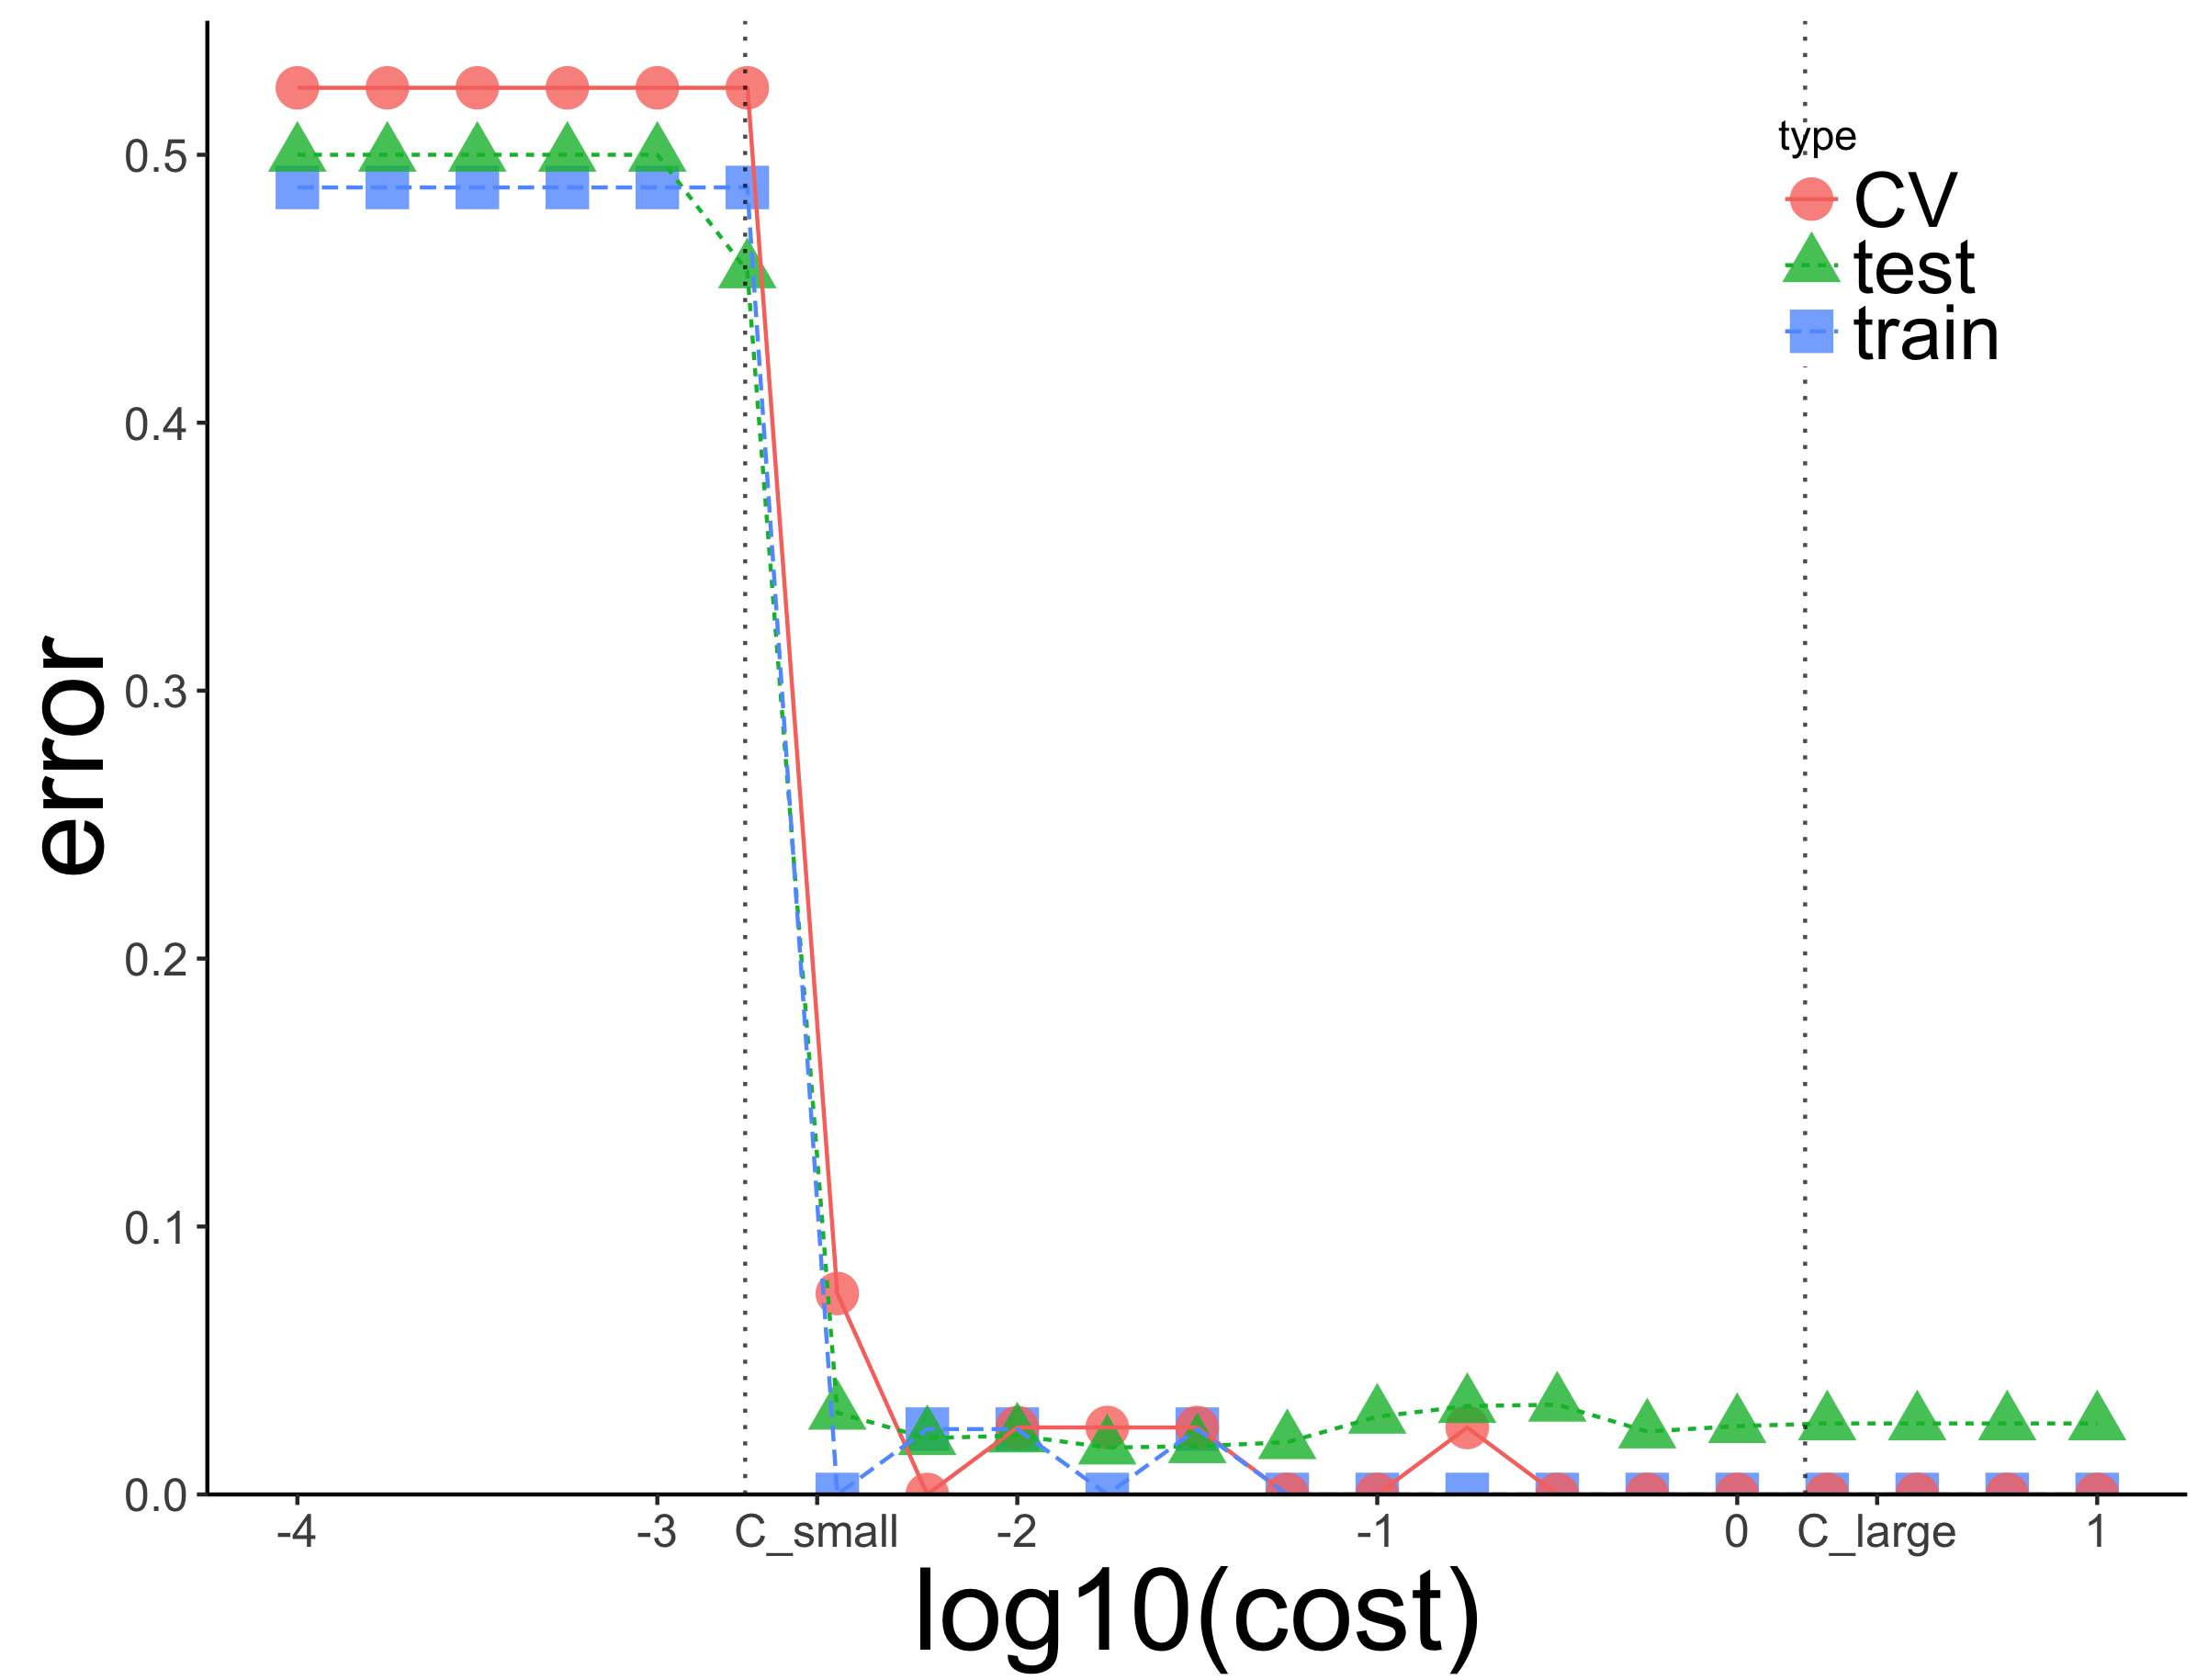 type
CV
test
train
error
0.5
0.4
0.3
0.2
0.1
0.0
-4 -3 C_small -2 -1 0 C_large 1
log10(cost)